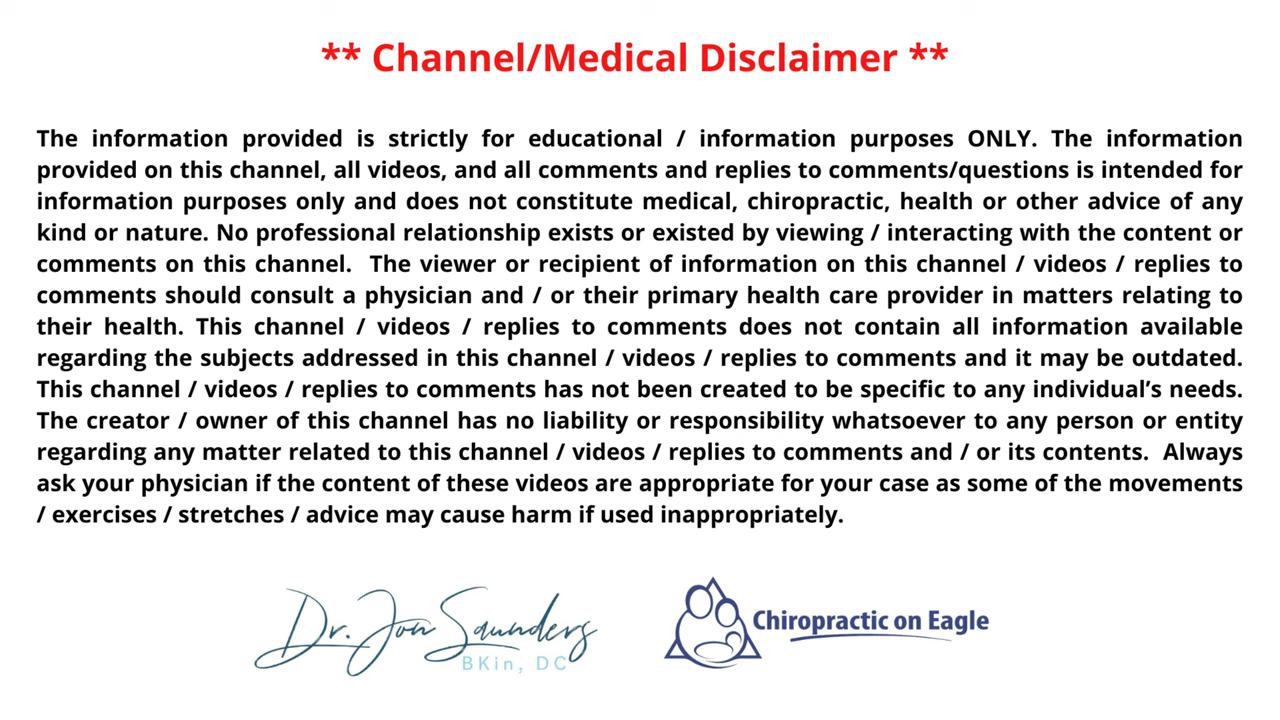 ** Channel/Medical Disclaimer **
The information provided is strictly for educational / information purposes ONLY. The information
provided on this channel, all videos, and all comments and replies to comments/questions is intended for
information purposes only and does not constitute medical, chiropractic, health or other advice of any
kind or nature. No professional relationship exists or existed by viewing / interacting with the content or
comments on this channel.  The viewer or recipient of information on this channel / videos / replies to
comments should consult a physician and / or their primary health care provider in matters relating to
their health. This channel / videos / replies to comments does not contain all information available
regarding the subjects addressed in this channel / videos / replies to comments and it may be outdated.
This channel / videos / replies to comments has not been created to be specific to any individual’s needs.
The creator / owner of this channel has no liability or responsibility whatsoever to any person or entity
regarding any matter related to this channel / videos / replies to comments and / or its contents.  Always
ask your physician if the content of these videos are appropriate for your case as some of the movements
/ exercises / stretches / advice may cause harm if used inappropriately.
Dr. Jon Saunders
BKin, DC
Chiropractic on Eagle